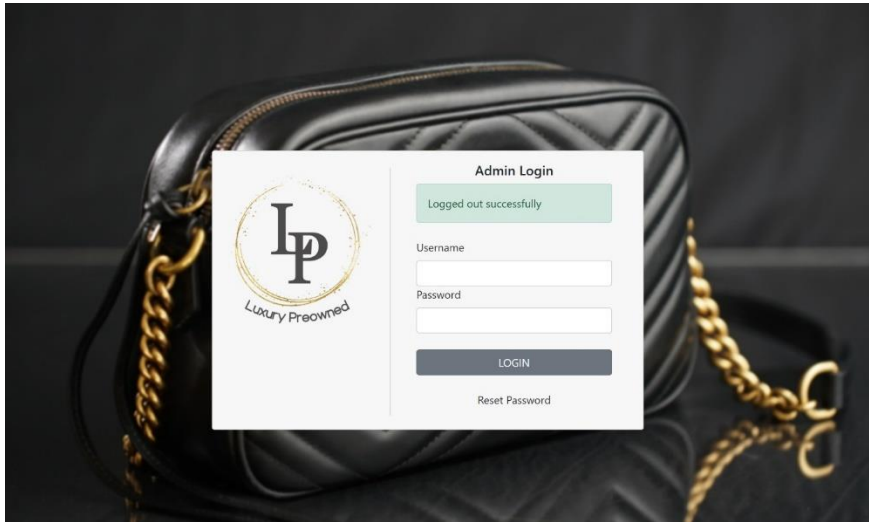 LP
Luxury Preowned
Admin Login
Logged out successfully
Username
Password
LOGIN
Reset Password